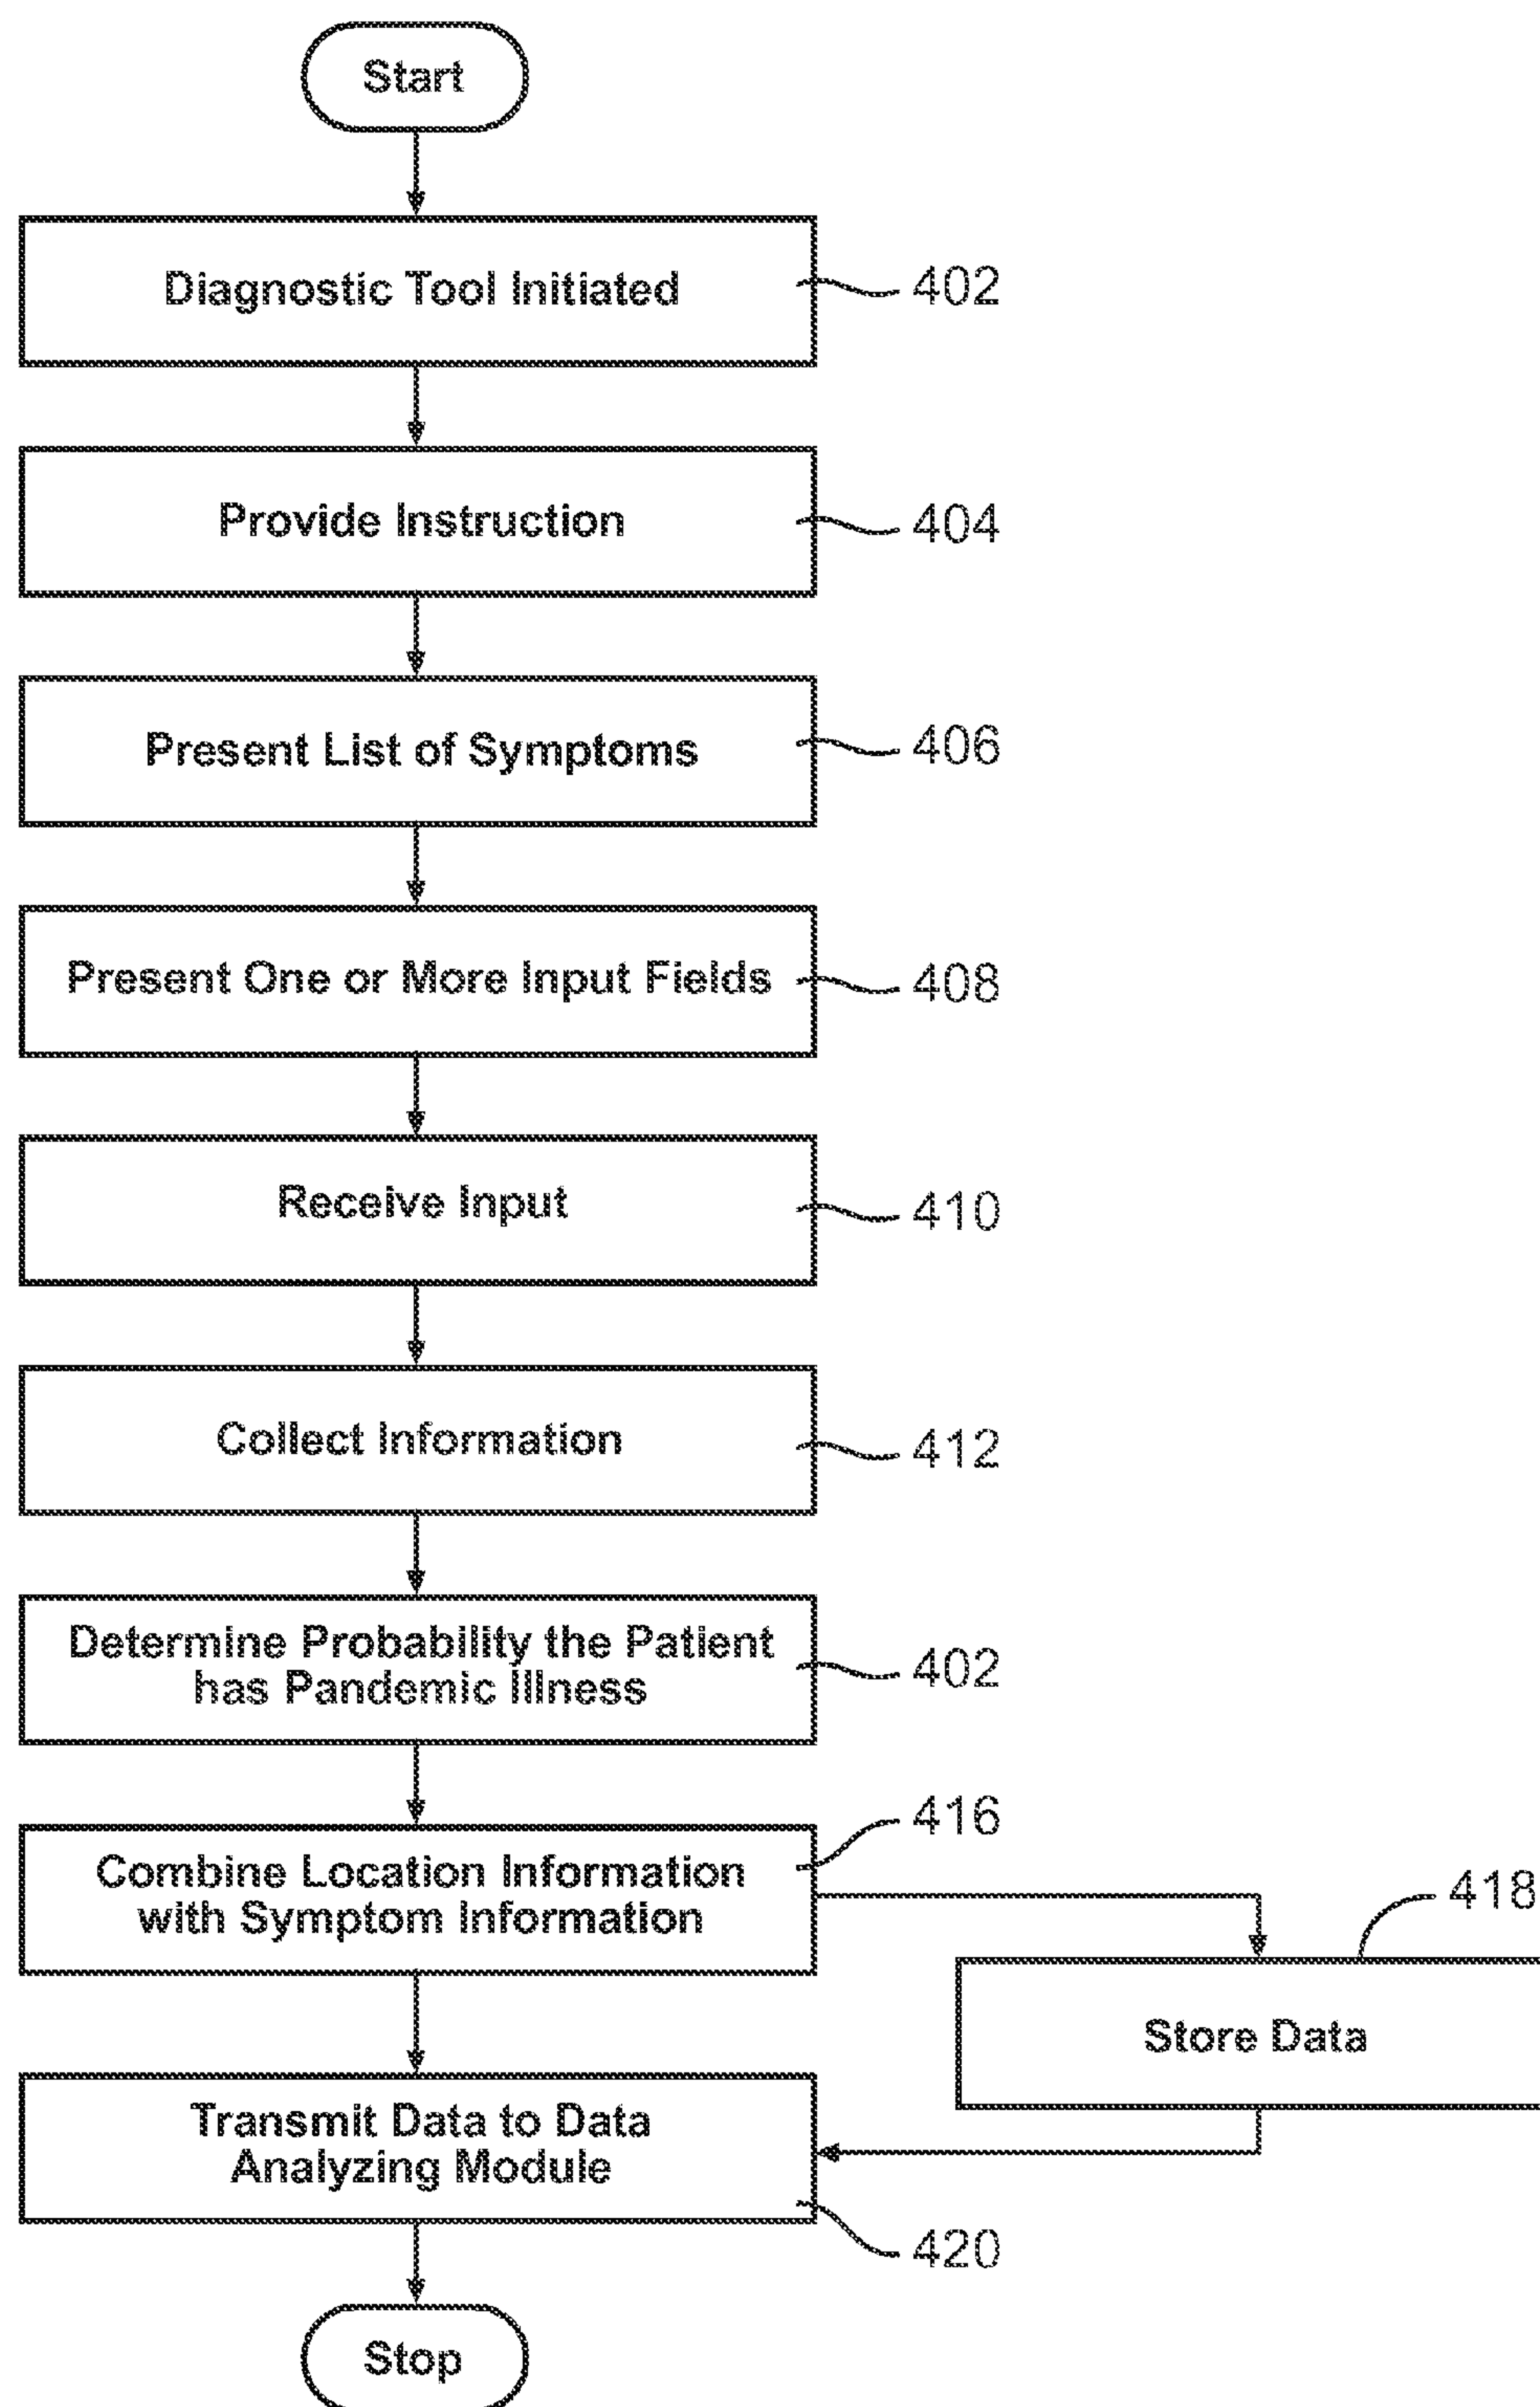 Start
Diagnostic Tool Initiated
402
Provide Instruction
404
Present List of Symptoms
406
Present One or More Input Fields
408
Receive Input
410
Collect Information
412
Determine Probability the Patient
has Pandemic Illness
402
416
Combine Location Information
with Symptom Information
418
Store Data
Transmit Data to Data
Analyzing Module
420
Stop